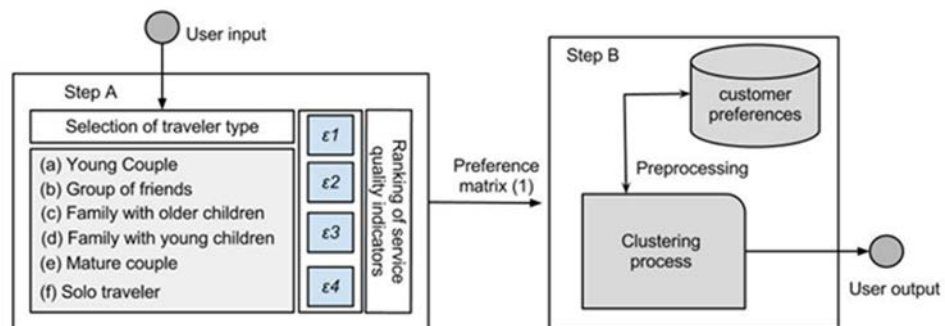 User input
Step A
Selection of traveler type
(a) Young Couple
(b) Group of friends
(c) Family with older children
(d) Family with young children
(e) Mature couple
(f) Solo traveler
ε1
ε2
ε3
ε4
Ranking of service
quality indicators
Preference
matrix (1)
Step B
customer
preferences
Preprocessing
Clustering
process
User output